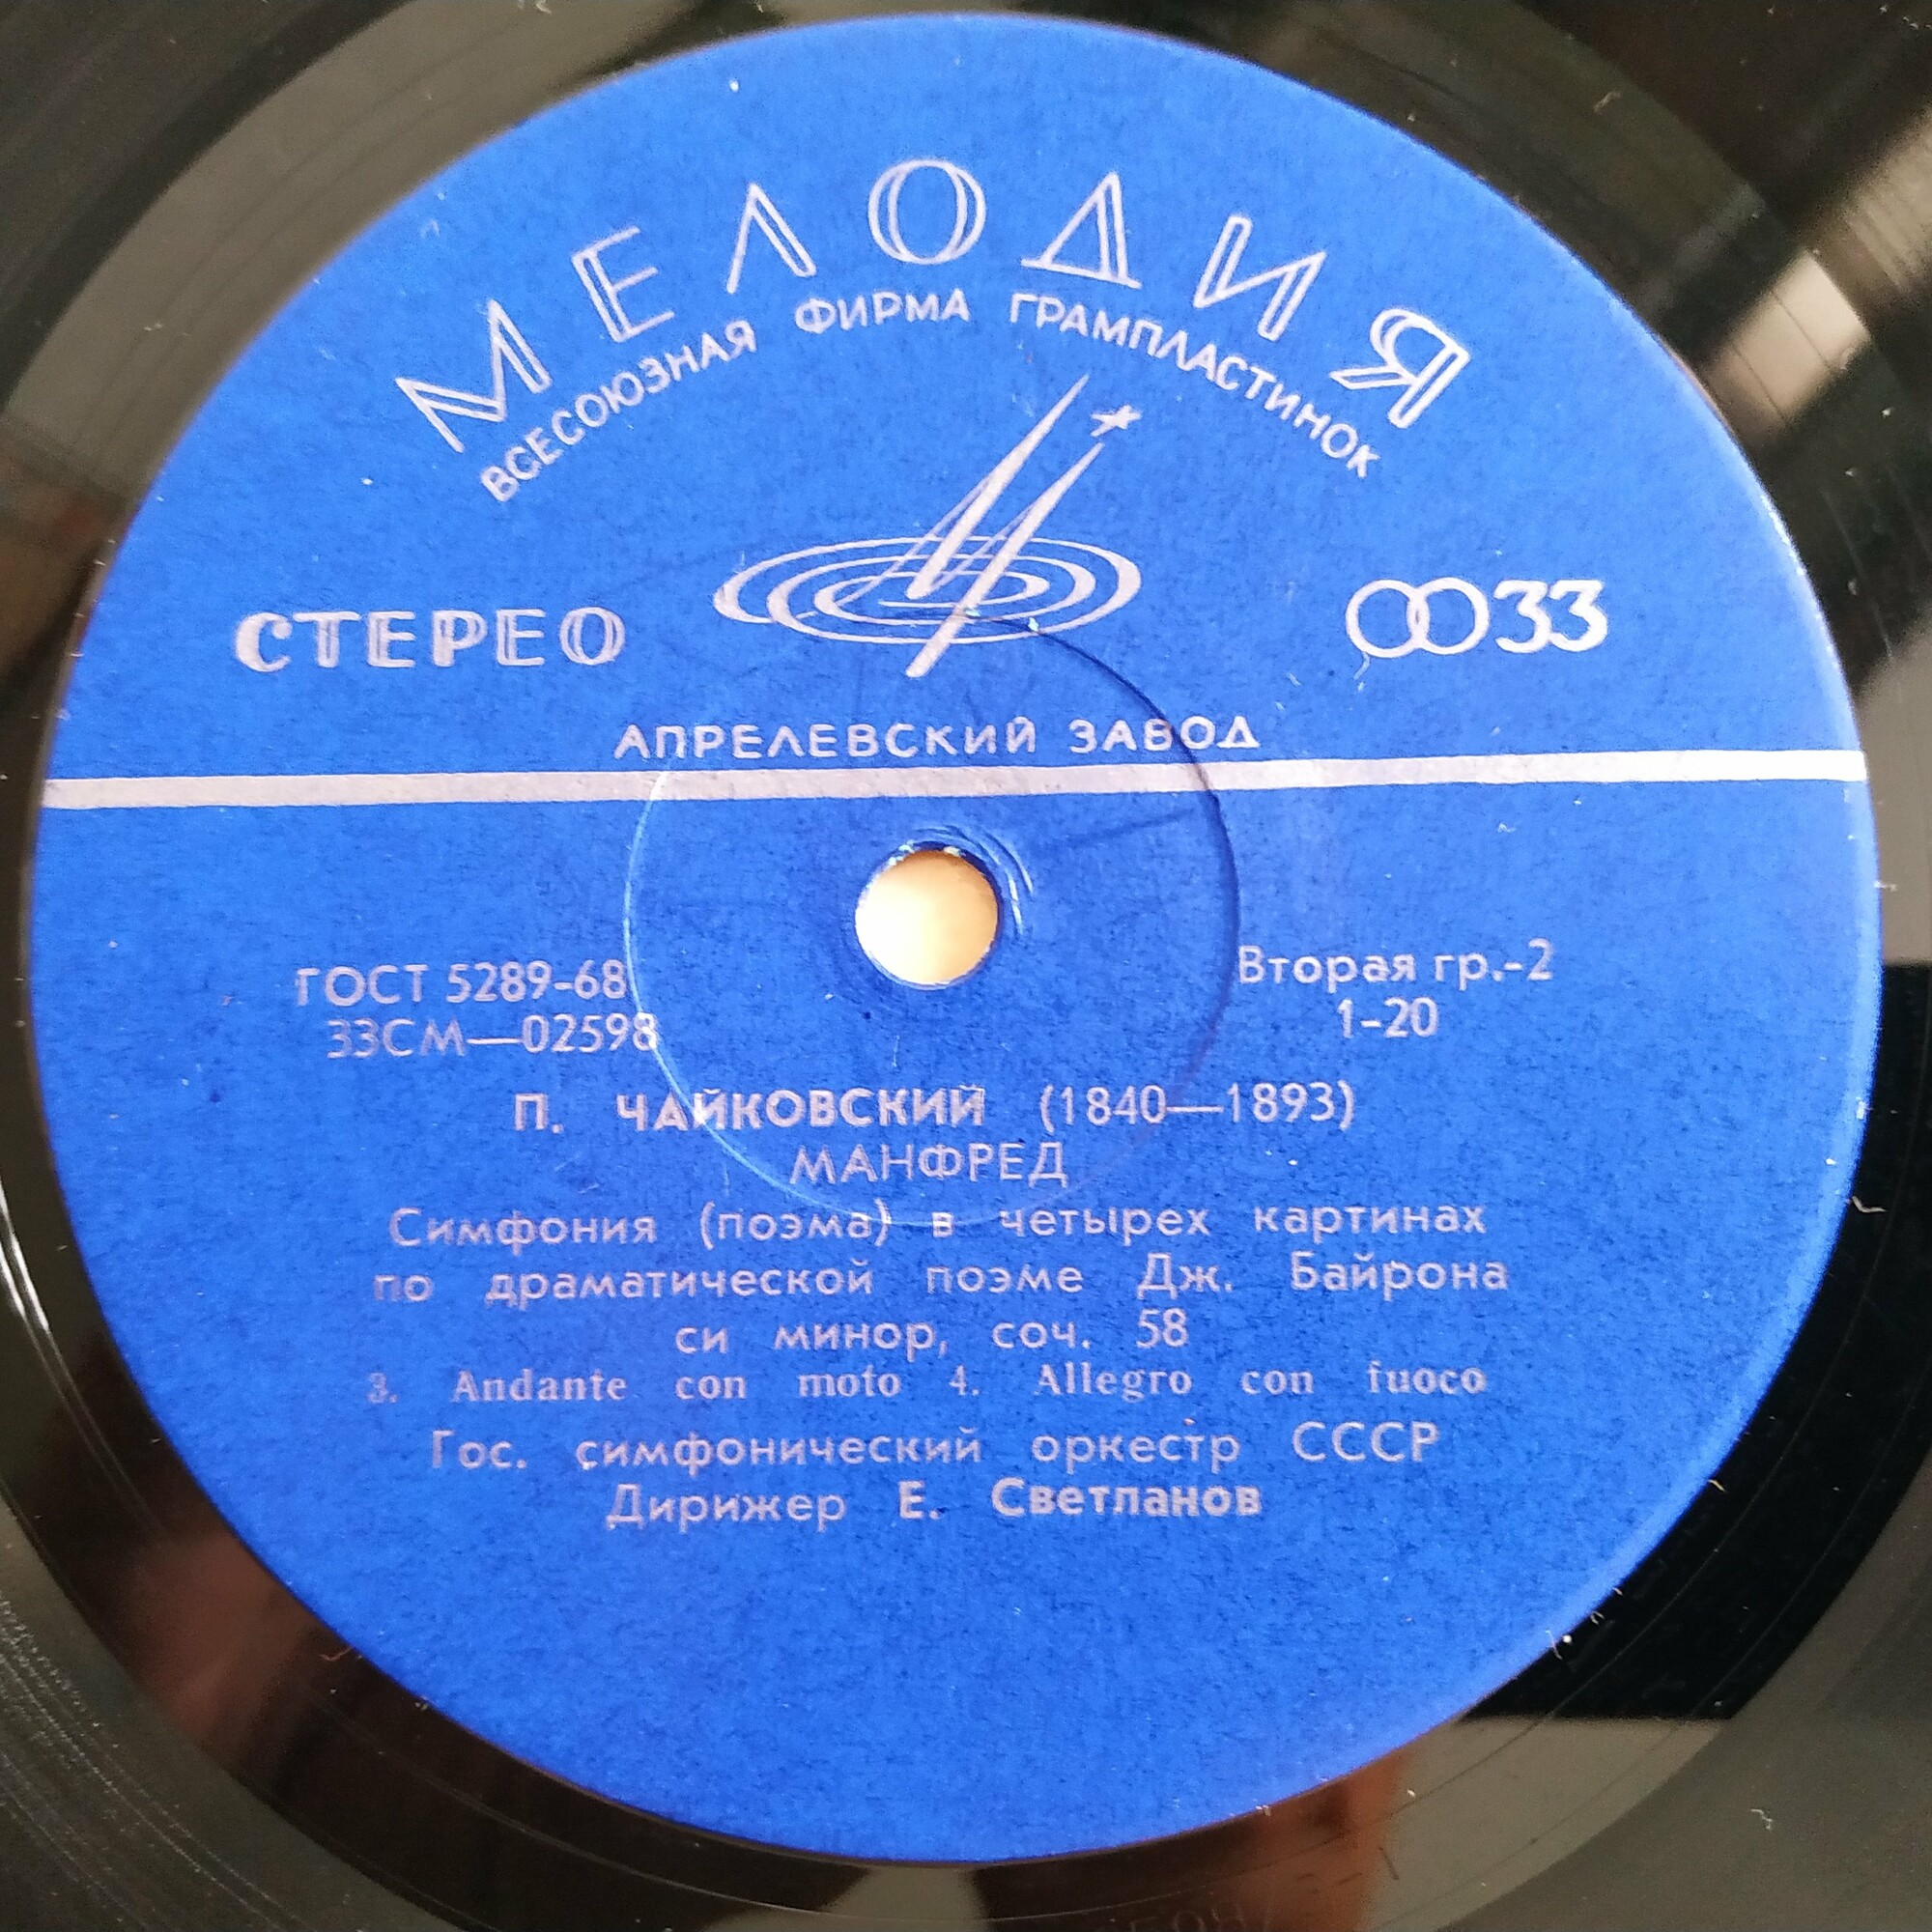 МЕЛОДИЯ
ВСЕСОЮЗНАЯ ФИРМА ГРАМПЛАСТИНОК
СТЕРЕО
33
АПРЕЛЕВСКИЙ ЗАВОД
ГОСТ 5289-68
33СМ—02598
Вторая гр.-2
1-20
П. ЧАЙКОВСКИЙ (1840—1893)
МАНФРЕД
Симфония (поэма) в четырех картинах
по драматической поэме Дж. Байрона
си минор, соч. 58
3. Andante con moto 4. Allegro con fuoco
Гос. симфонический оркестр СССР
Дирижер Е. Светланов